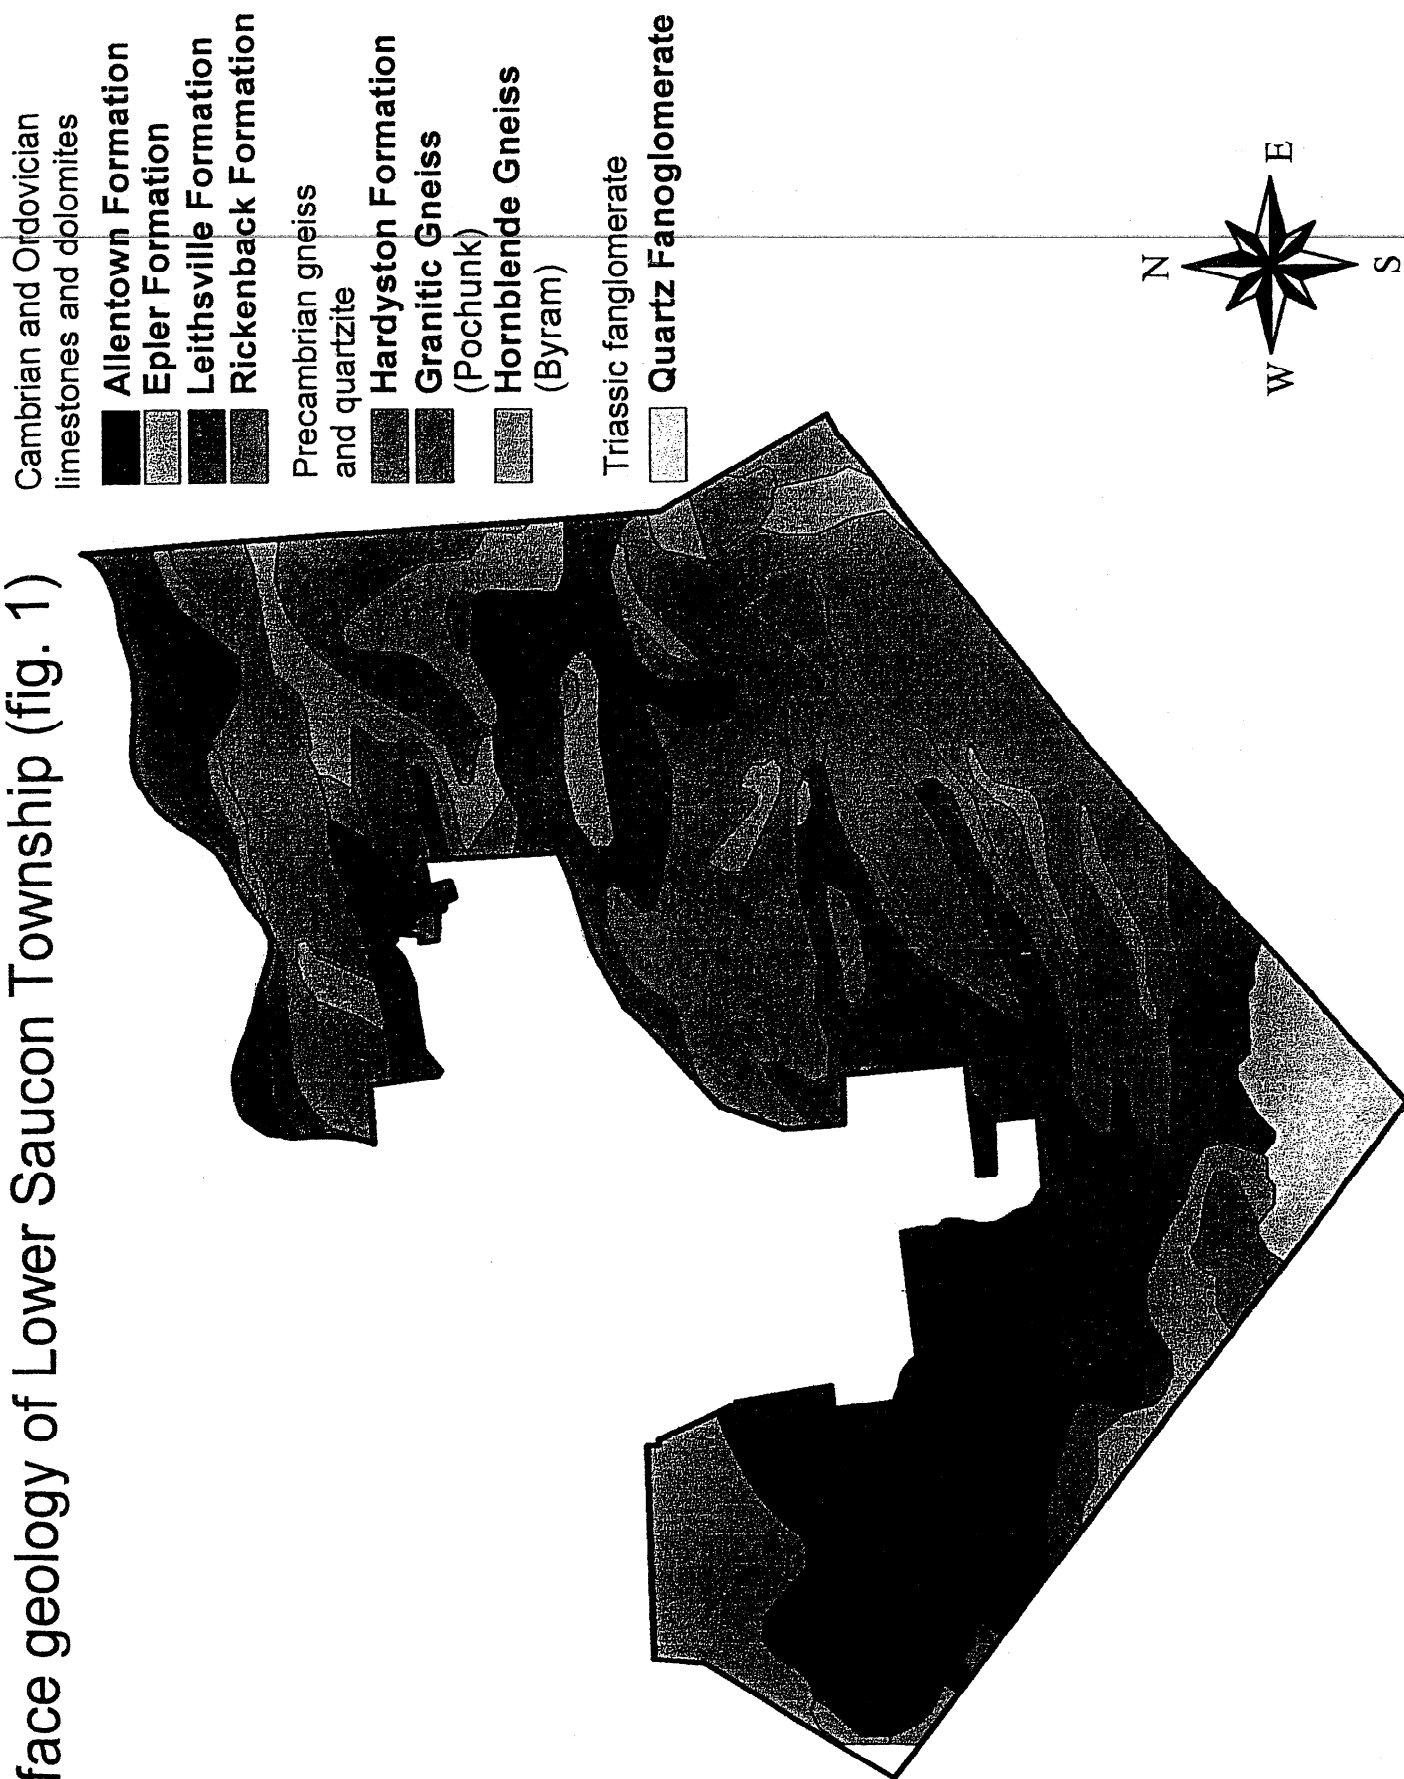 face geology of Lower Saucon Township (fig. 1)
Cambrian and Ordovician
limestones and dolomites
Allentown Formation
Epler Formation
Leithsville Formation
Rickenback Formation
Precambrian gneiss
and quartzite
Hardyston Formation
Granitic Gneiss
(Pochunk)
Hornblende Gneiss
(Byram)
Triassic fanglomerate
Quartz Fanoglomerate
N
E
S
W